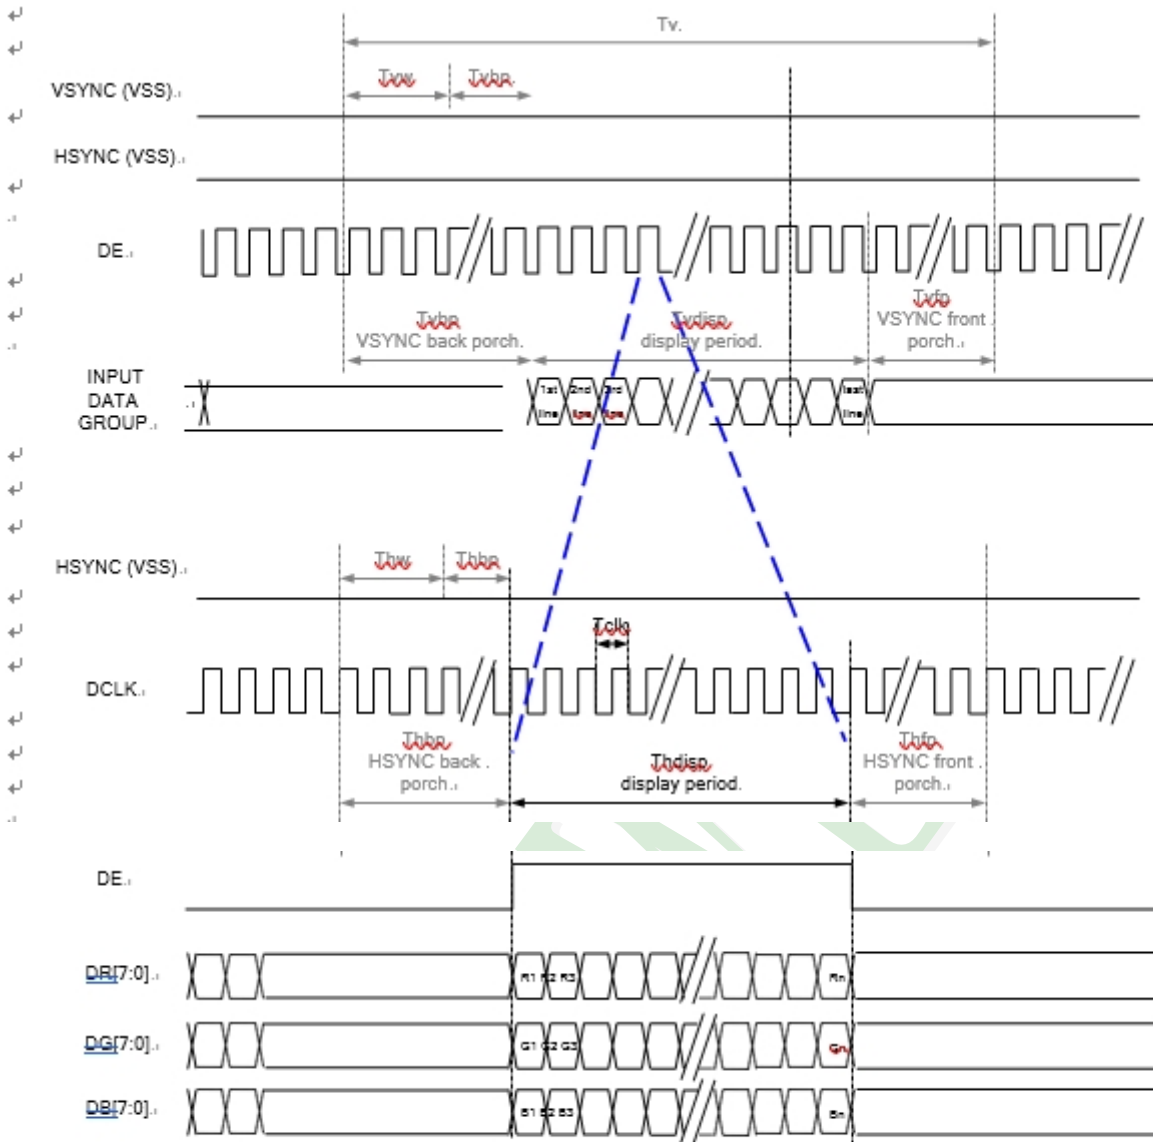 Tv.
Tvw Tvbp.
VSYNC (VSS).
HSYNC (VSS).
DE.
Tvbp
VSYNC back porch.
Tvdisp
display period.
Tvfp
VSYNC front
porch.
INPUT
DATA
GROUP.
1st 2nd 3rd last
line line line line
HSYNC (VSS).
Thw Thbp
Tclk
DCLK.
Thbp
HSYNC back
porch.
Thdisp
display period.
Thfp
HSYNC front
porch.
DE.
DR[7:0]. R1 R2 R3 Rn
DG[7:0]. G1 G2 G3 Gn
DB[7:0]. B1 B2 B3 Bn